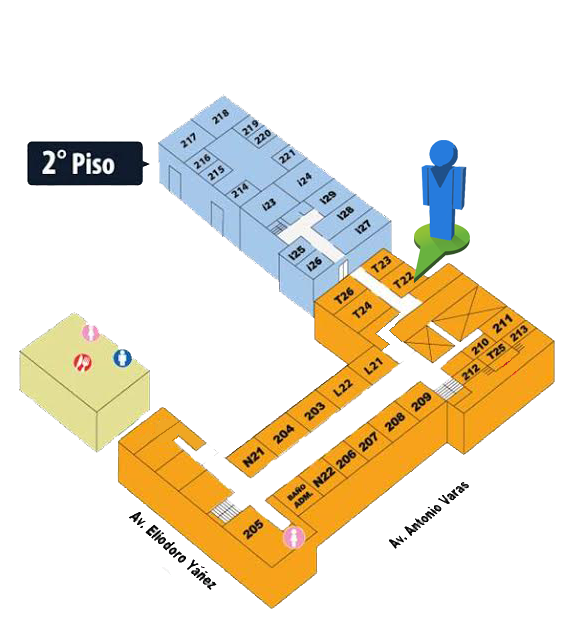 218
217
219
220
2° Piso
216
215
221
214
I24
I23
I29
I28
I27
I25
I26
T23
T22
T26
T24
211
213
210
T25
212
L21
L22
203
204
N21
209
208
207
206
N22
BAÑO
ADM.
205
Av. Eliodoro Yáñez
Av. Antonio Varas